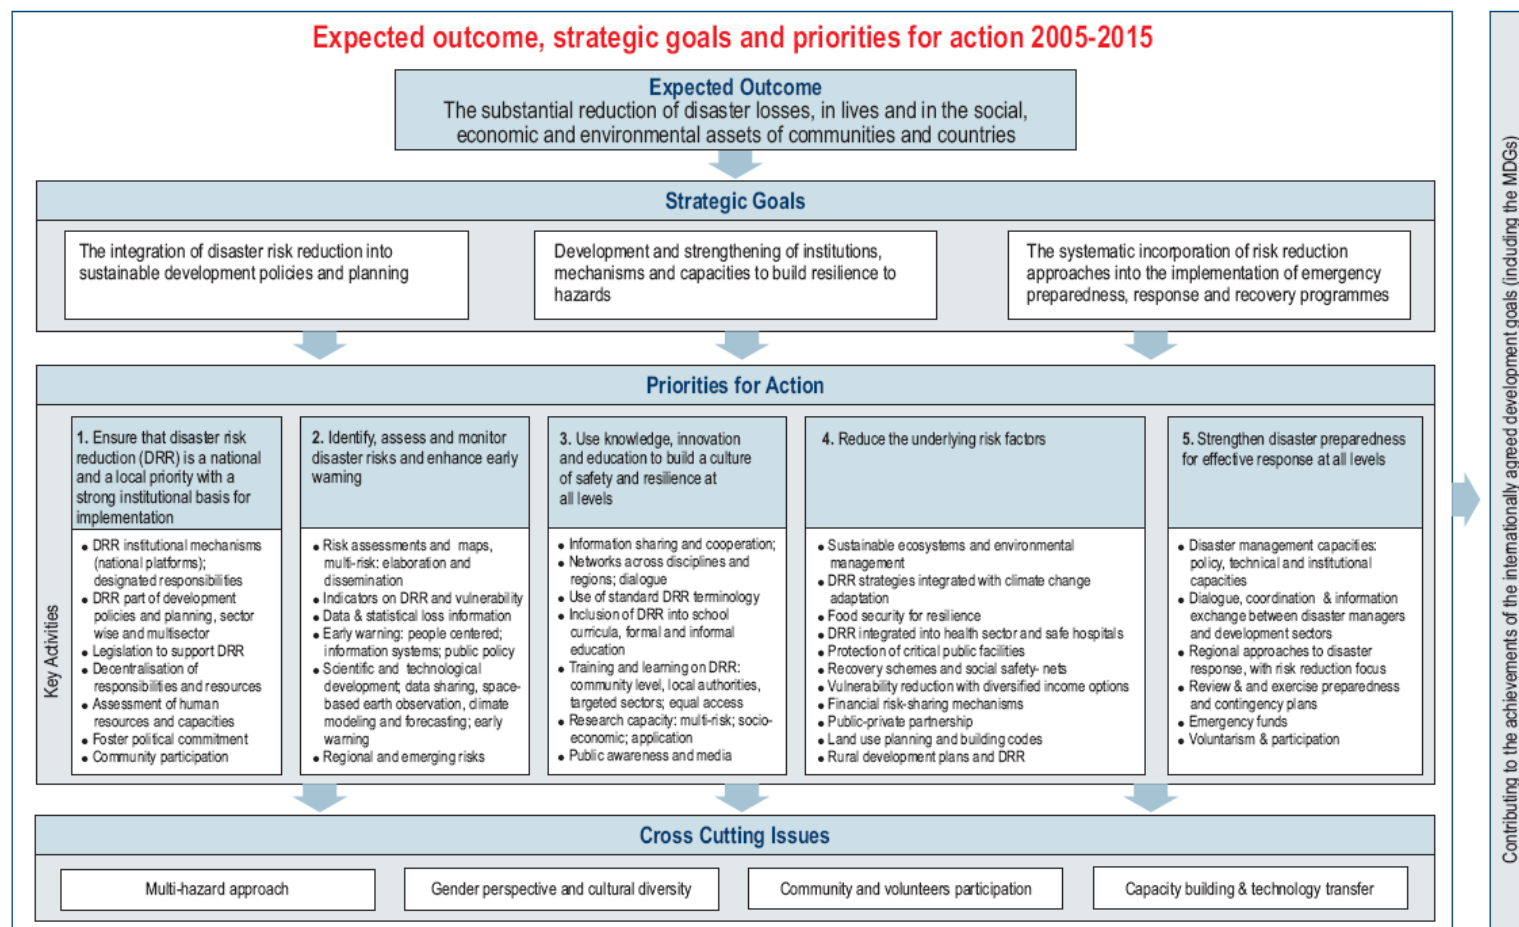 Expected outcome, strategic goals and priorities for action 2005-2015
Expected Outcome
The substantial reduction of disaster losses, in lives and in the social,
economic and environmental assets of communities and countries
Strategic Goals
The integration of disaster risk reduction into
sustainable development policies and planning
Development and strengthening of institutions,
mechanisms and capacities to build resilience to
hazards
The systematic incorporation of risk reduction
approaches into the implementation of emergency
preparedness, response and recovery programmes
Priorities for Action
Key Activities
1. Ensure that disaster risk
reduction (DRR) is a national
and a local priority with a
strong institutional basis for
implementation
• DRR institutional mechanisms
(national platforms);
designated responsibilities
• DRR part of development
policies and planning, sector
wise and multisector
• Legislation to support DRR
• Decentralisation of
responsibilities and resources
• Assessment of human
resources and capacities
• Foster political commitment
• Community participation
2. Identify, assess and monitor
disaster risks and enhance early
warning
• Risk assessments and maps,
multi-risk: elaboration and
dissemination
• Indicators on DRR and vulnerability
• Data & statistical loss information
• Early warning: people centered;
information systems; public policy
• Scientific and technological
development; data sharing, space-
based earth observation, climate
modeling and forecasting; early
warning
• Regional and emerging risks
3. Use knowledge, innovation
and education to build a culture
of safety and resilience at
all levels
• Information sharing and cooperation;
• Networks across disciplines and
regions; dialogue
• Use of standard DRR terminology
• Inclusion of DRR into school
curricula, formal and informal
education
• Training and learning on DRR:
community level, local authorities,
targeted sectors; equal access
• Research capacity: multi-risk; socio-
economic; application
• Public awareness and media
4. Reduce the underlying risk factors
• Sustainable ecosystems and environmental
management
• DRR strategies integrated with climate change
adaptation
• Food security for resilience
• DRR integrated into health sector and safe hospitals
• Protection of critical public facilities
• Recovery schemes and social safety- nets
• Vulnerability reduction with diversified income options
• Financial risk-sharing mechanisms
• Public-private partnership
• Land use planning and building codes
• Rural development plans and DRR
5. Strengthen disaster preparedness
for effective response at all levels
• Disaster management capacities:
policy, technical and institutional
capacities
• Dialogue, coordination & information
exchange between disaster managers
and development sectors
• Regional approaches to disaster
response, with risk reduction focus
• Review & and exercise preparedness
and contingency plans
• Emergency funds
• Voluntarism & participation
Cross Cutting Issues
Multi-hazard approach
Gender perspective and cultural diversity
Community and volunteers participation
Capacity building & technology transfer
Contributing to the achievements of the internationally agreed development goals (including the MDGs)